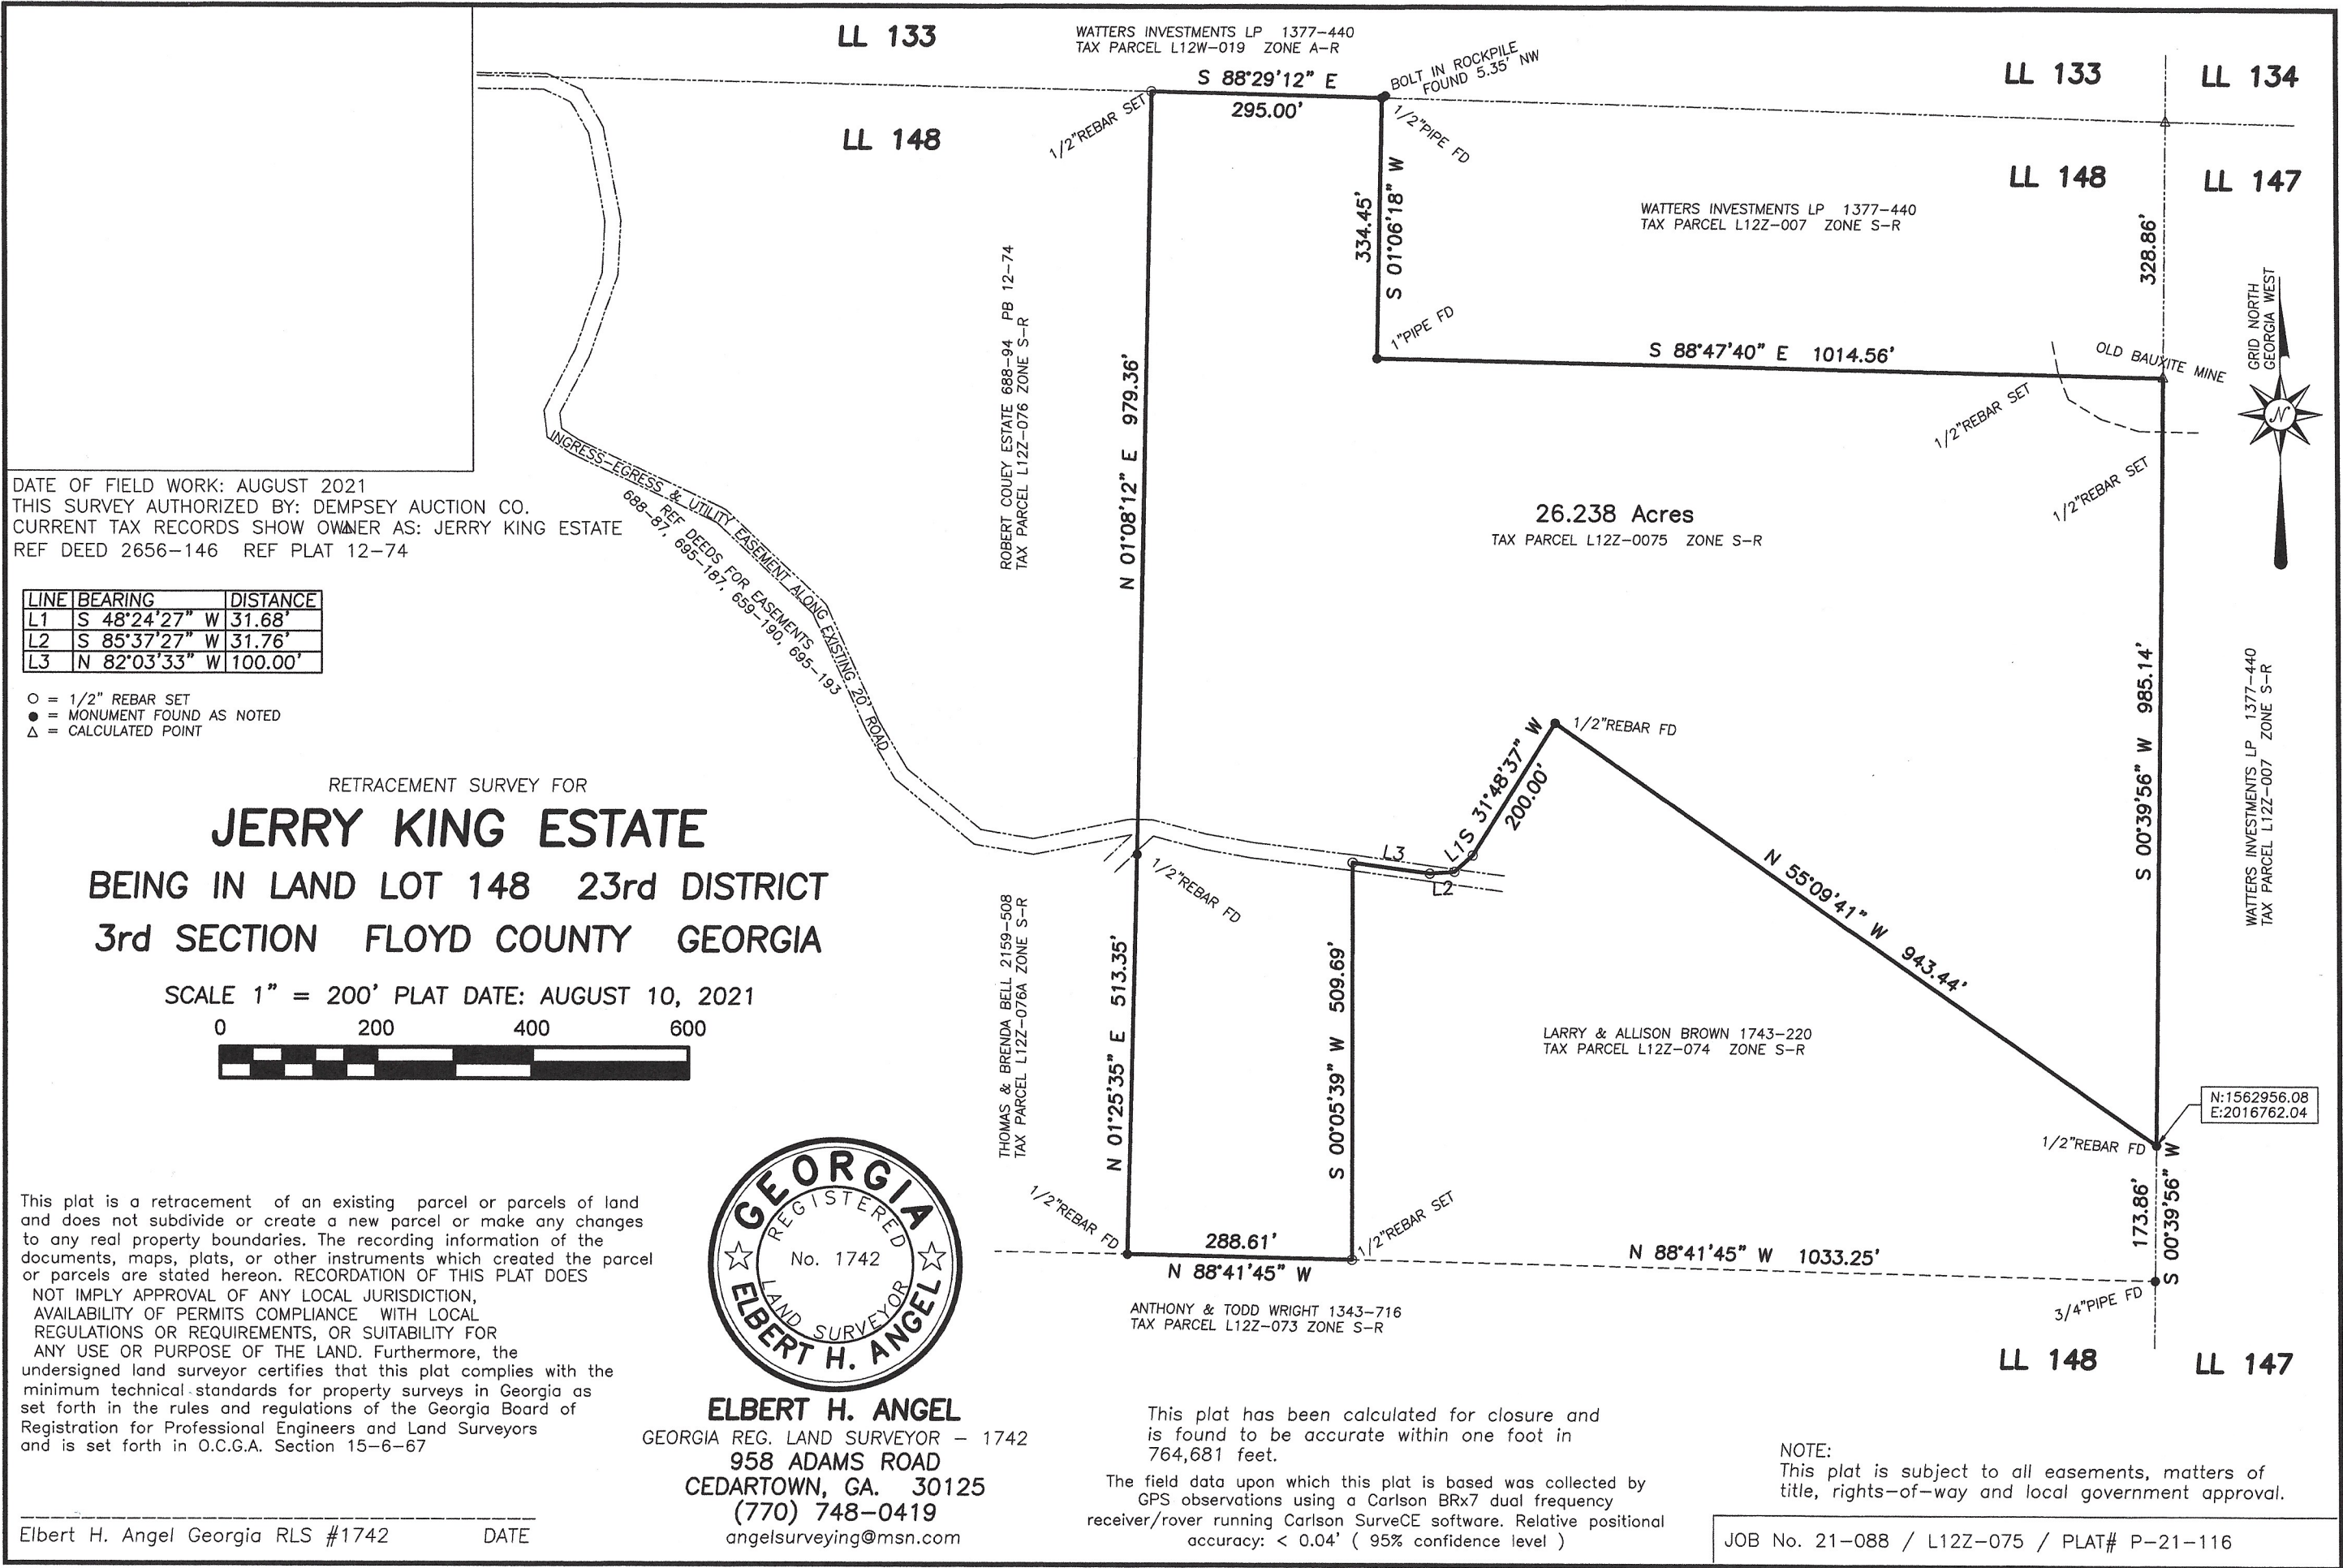 LL 133
WATTERS INVESTMENTS LP 1377-440
TAX PARCEL L12W-019 ZONE A-R
S 88°29'12" E
295.00'
BOLT IN ROCKPILE
FOUND 5.35' NW
LL 133
LL 134
1/2"REBAR SET
1/2"PIPE FD
LL 148
LL 148
LL 147
334.45'
S 01°06'18" W
WATTERS INVESTMENTS LP 1377-440
TAX PARCEL L12Z-007 ZONE S-R
328.86'
GRID NORTH
GEORGIA WEST
N
1"PIPE FD
S 88°47'40" E 1014.56'
OLD BAUXITE MINE
1/2"REBAR SET
1/2"REBAR SET
ROBERT COUEY ESTATE 688-94 PB 12-74
TAX PARCEL L12Z-076 ZONE S-R
N 01°08'12" E 979.36'
INGRESS-EGRESS & UTILITY EASEMENT ALONG EXISTING 20' ROAD
REF DEEDS FOR EASEMENTS
688-87, 695-187, 659-190, 695-193
26.238 Acres
TAX PARCEL L12Z-0075 ZONE S-R
DATE OF FIELD WORK: AUGUST 2021
THIS SURVEY AUTHORIZED BY: DEMPSEY AUCTION CO.
CURRENT TAX RECORDS SHOW OWNER AS: JERRY KING ESTATE
REF DEED 2656-146 REF PLAT 12-74
LINE BEARING DISTANCE
L1 S 48°24'27" W 31.68'
L2 S 85°37'27" W 31.76'
L3 N 82°03'33" W 100.00'
O = 1/2" REBAR SET
● = MONUMENT FOUND AS NOTED
△ = CALCULATED POINT
S 00°39'56" W 985.14'
WATTERS INVESTMENTS LP 1377-440
TAX PARCEL L12Z-007 ZONE S-R
1/2"REBAR FD
S 31°48'37" W
200.00'
L1
L2
L3
1/2"REBAR FD
N 55°09'41" W 943.44'
RETRACEMENT SURVEY FOR
JERRY KING ESTATE
BEING IN LAND LOT 148 23rd DISTRICT
3rd SECTION FLOYD COUNTY GEORGIA
SCALE 1" = 200' PLAT DATE: AUGUST 10, 2021
0 200 400 600
THOMAS & BRENDA BELL 2159-508
TAX PARCEL L12Z-076A ZONE S-R
N 01°25'35" E 513.35'
S 00°05'39" W 509.69'
LARRY & ALLISON BROWN 1743-220
TAX PARCEL L12Z-074 ZONE S-R
N:1562956.08
E:2016762.04
1/2"REBAR FD
173.86'
S 00°39'56" W
1/2"REBAR FD
288.61'
N 88°41'45" W
1/2"REBAR SET
N 88°41'45" W 1033.25'
3/4"PIPE FD
ANTHONY & TODD WRIGHT 1343-716
TAX PARCEL L12Z-073 ZONE S-R
LL 148
LL 147
This plat is a retracement of an existing parcel or parcels of land
and does not subdivide or create a new parcel or make any changes
to any real property boundaries. The recording information of the
documents, maps, plats, or other instruments which created the parcel
or parcels are stated hereon. RECORDATION OF THIS PLAT DOES
NOT IMPLY APPROVAL OF ANY LOCAL JURISDICTION,
AVAILABILITY OF PERMITS COMPLIANCE WITH LOCAL
REGULATIONS OR REQUIREMENTS, OR SUITABILITY FOR
ANY USE OR PURPOSE OF THE LAND. Furthermore, the
undersigned land surveyor certifies that this plat complies with the
minimum technical standards for property surveys in Georgia as
set forth in the rules and regulations of the Georgia Board of
Registration for Professional Engineers and Land Surveyors
and is set forth in O.C.G.A. Section 15-6-67
Elbert H. Angel Georgia RLS #1742 DATE
GEORGIA
REGISTERED
No. 1742
LAND SURVEYOR
ELBERT H. ANGEL
ELBERT H. ANGEL
GEORGIA REG. LAND SURVEYOR - 1742
958 ADAMS ROAD
CEDARTOWN, GA. 30125
(770) 748-0419
angelsurveying@msn.com
This plat has been calculated for closure and
is found to be accurate within one foot in
764,681 feet.
The field data upon which this plat is based was collected by
GPS observations using a Carlson BRx7 dual frequency
receiver/rover running Carlson SurveCE software. Relative positional
accuracy: < 0.04' ( 95% confidence level )
NOTE:
This plat is subject to all easements, matters of
title, rights-of-way and local government approval.
JOB No. 21-088 / L12Z-075 / PLAT# P-21-116